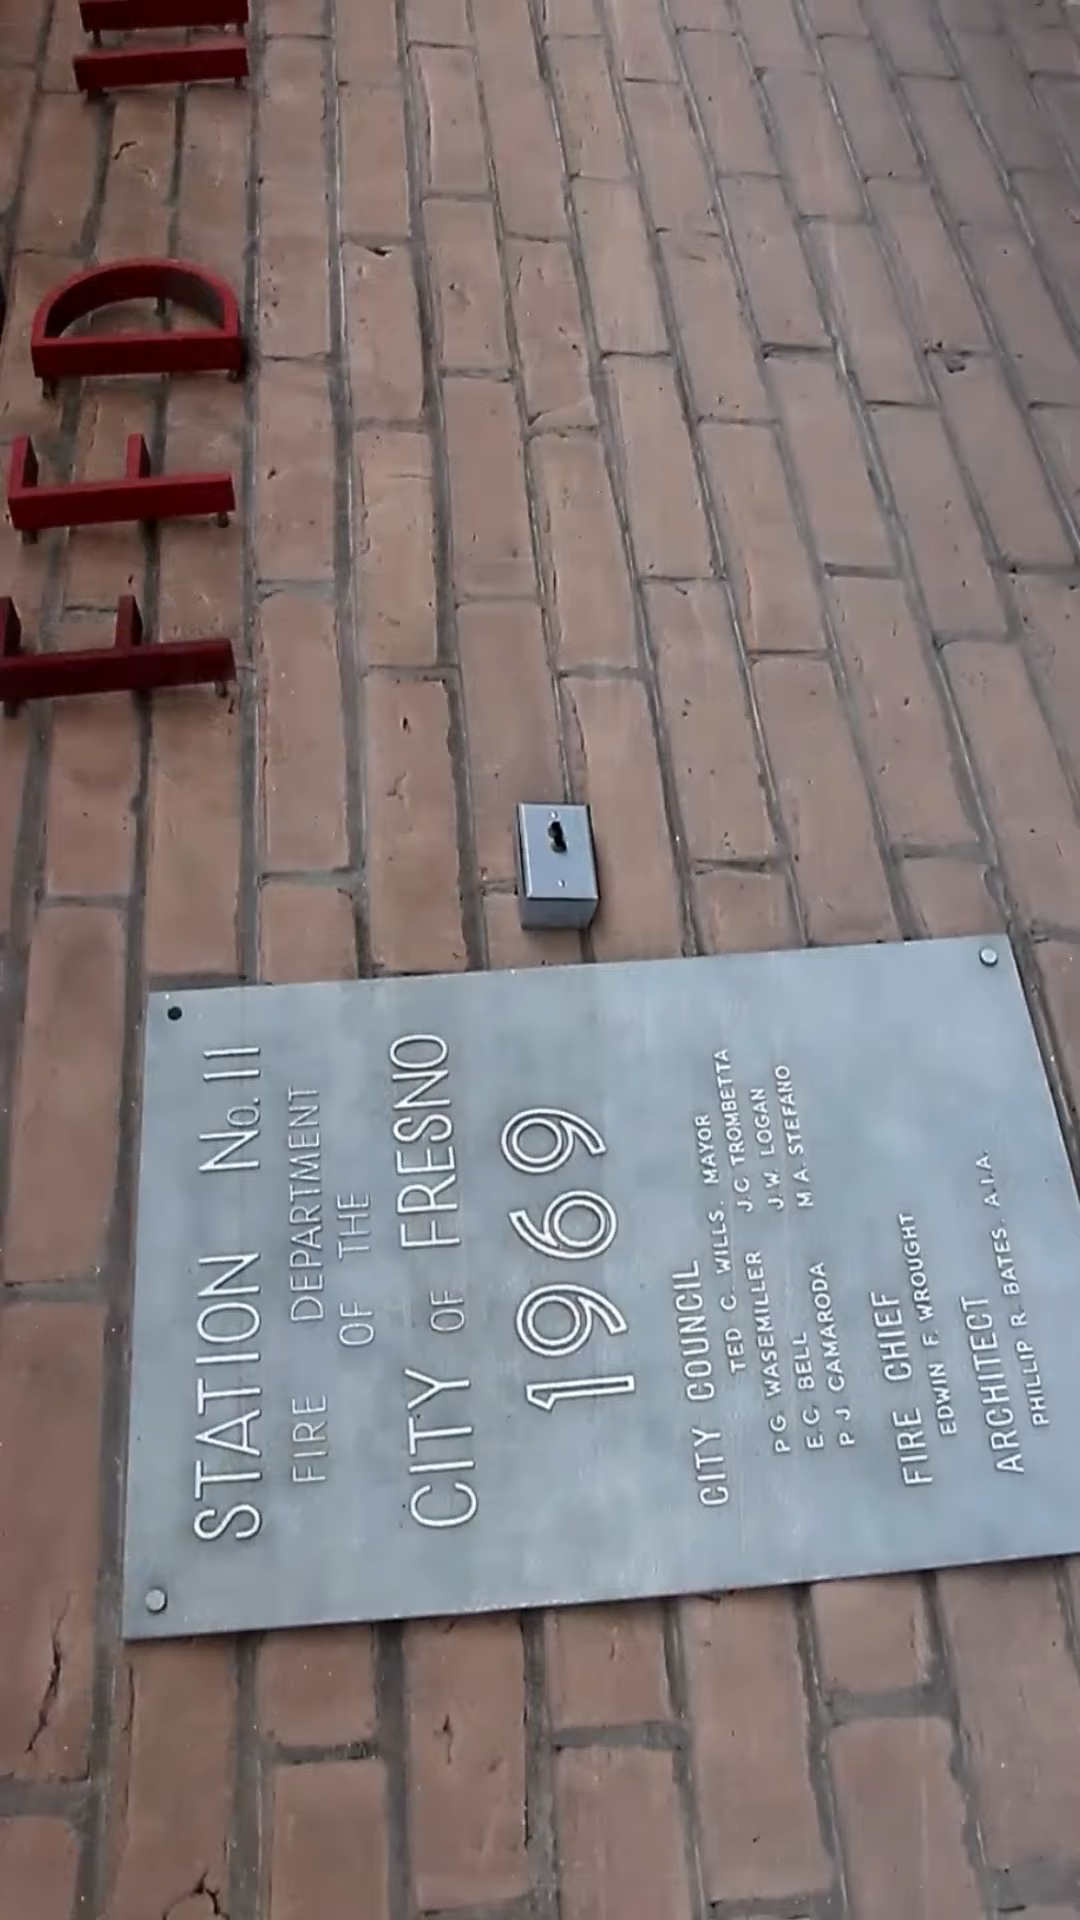 FFD
STATION No. 11
FIRE DEPARTMENT
OF THE
CITY OF FRESNO
1969
CITY COUNCIL
TED C. WILLS, MAYOR
P G WASEMILLER J.C TROMBETTA
E.C. BELL J.W. LOGAN
P J CAMARODA M A. STEFANO
FIRE CHIEF
EDWIN F. WROUGHT
ARCHITECT
PHILLIP R. BATES, A.I.A.